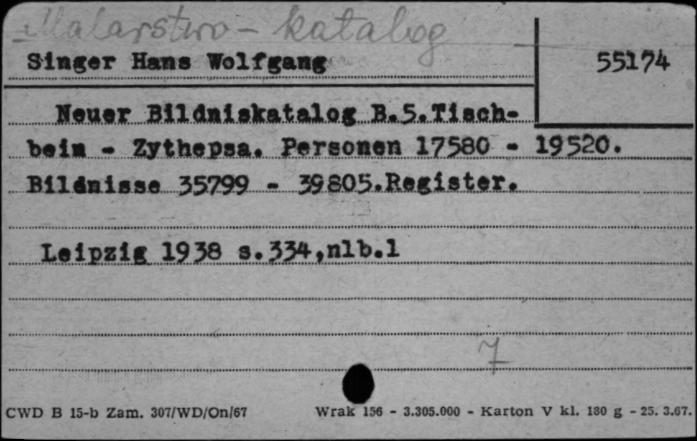 Malarstwo - katalog
Singer Hans Wolfgang
55174
Neuer Bildniskatalog B.5.Tisch-
bein - Zythepsa. Personen 17580 - 19520.
Bildnisse 35799 - 39805.Register.
Leipzig 1938 s.334,nlb.1
7
CWD B 15-b Zam. 307/WD/On/67
Wrak 156 - 3.305.000 - Karton V kl. 180 g - 25. 3.67.